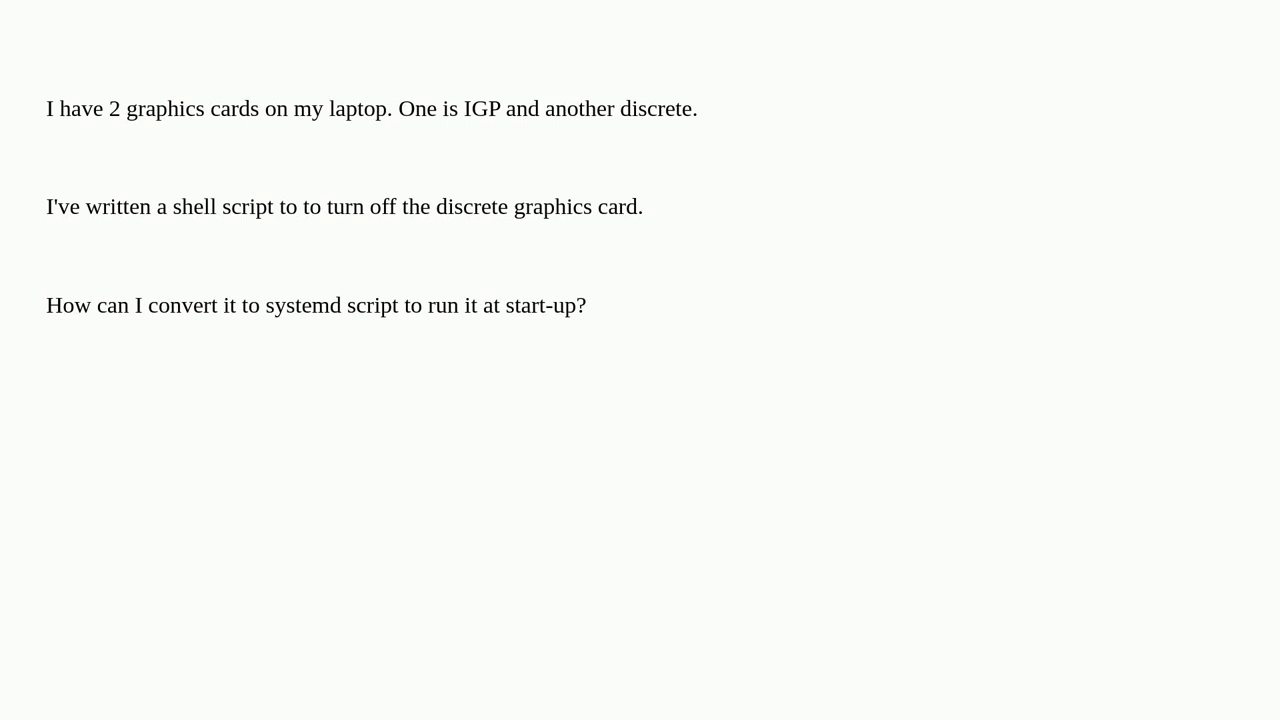 I have 2 graphics cards on my laptop. One is IGP and another discrete.
I've written a shell script to to turn off the discrete graphics card.
How can I convert it to systemd script to run it at start-up?